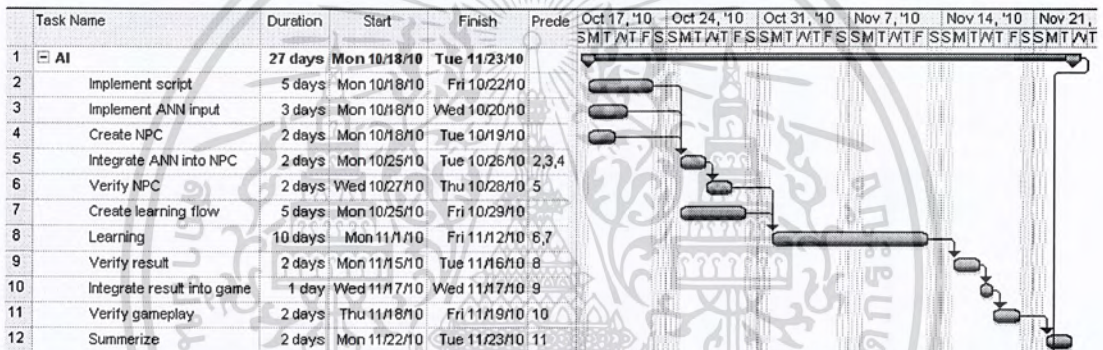 Task Name Duration Start Finish Prede Oct 17, '10 Oct 24, '10 Oct 31, '10 Nov 7, '10 Nov 14, '10 Nov 21,
S M T W T F S S M T W T F S S M T W T F S S M T W T F S S M T W T F S S M T W T
1 AI 27 days Mon 10/18/10 Tue 11/23/10
2 Implement script 5 days Mon 10/18/10 Fri 10/22/10
3 Implement ANN input 3 days Mon 10/18/10 Wed 10/20/10
4 Create NPC 2 days Mon 10/18/10 Tue 10/19/10
5 Integrate ANN into NPC 2 days Mon 10/25/10 Tue 10/26/10 2,3,4
6 Verify NPC 2 days Wed 10/27/10 Thu 10/28/10 5
7 Create learning flow 5 days Mon 10/25/10 Fri 10/29/10
8 Learning 10 days Mon 11/1/10 Fri 11/12/10 6,7
9 Verify result 2 days Mon 11/15/10 Tue 11/16/10 8
10 Integrate result into game 1 day Wed 11/17/10 Wed 11/17/10 9
11 Verify gameplay 2 days Thu 11/18/10 Fri 11/19/10 10
12 Summerize 2 days Mon 11/22/10 Tue 11/23/10 11